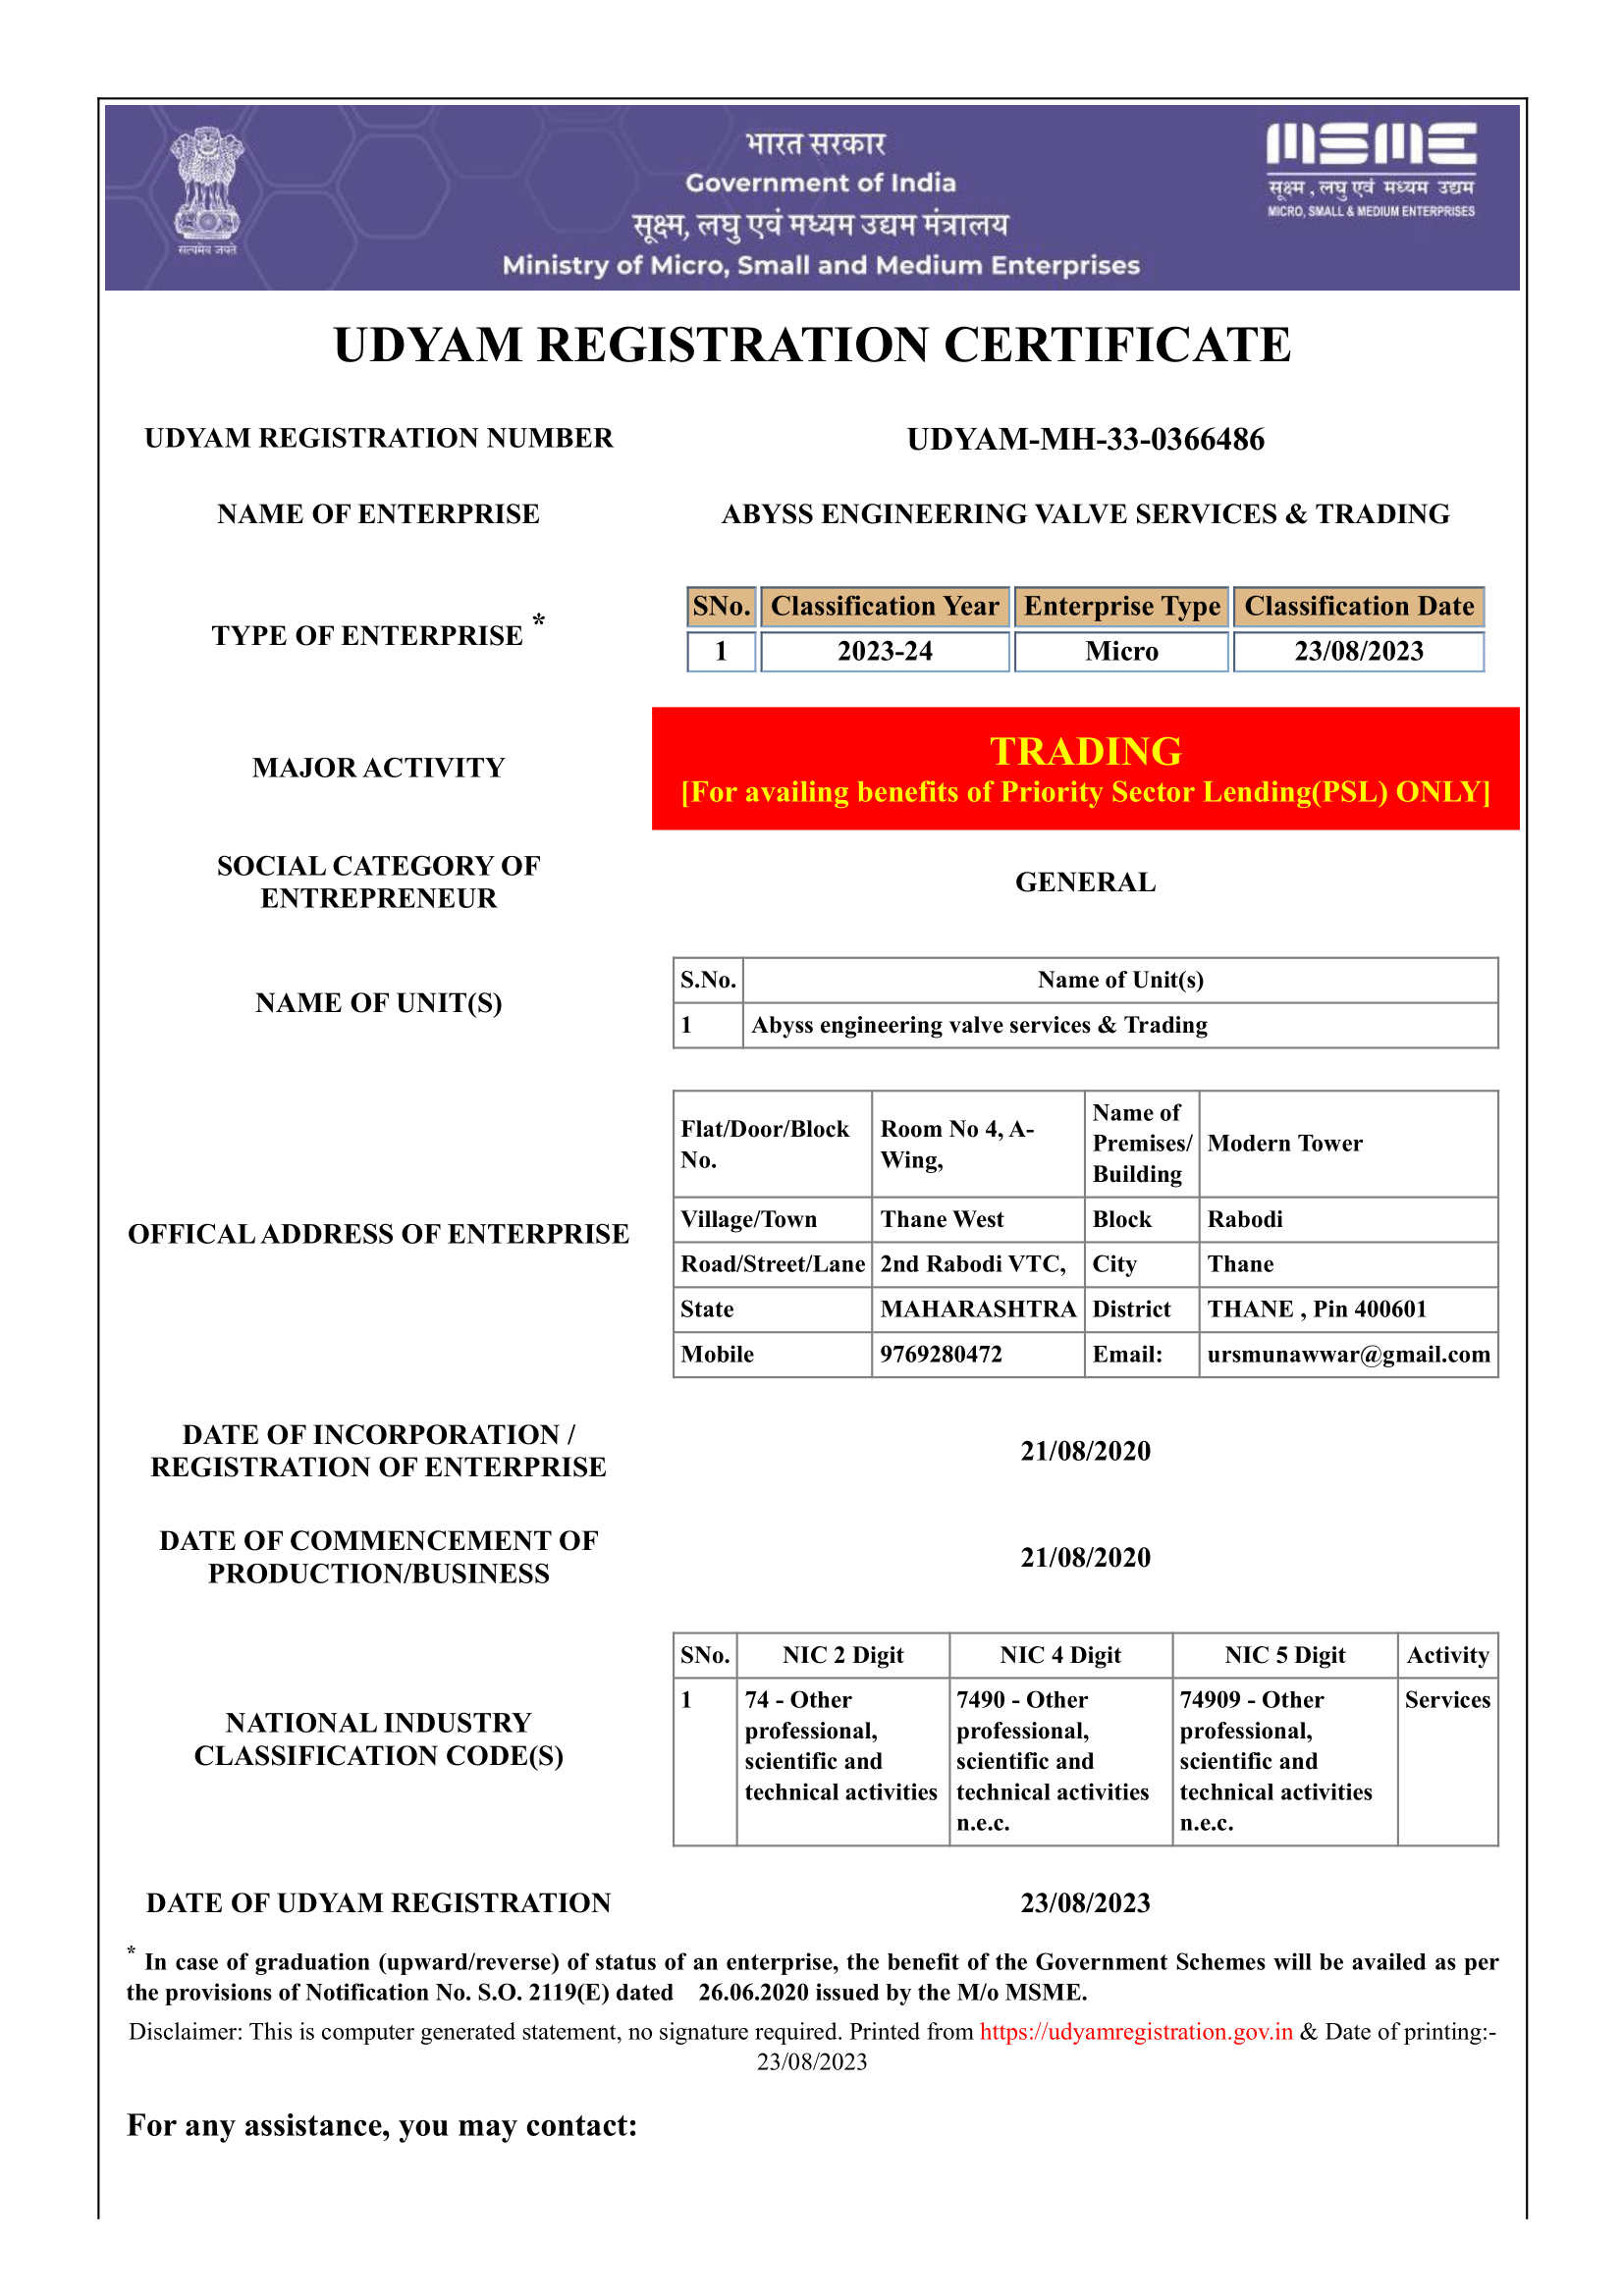 भारत सरकार
Government of India
सूक्ष्म, लघु एवं मध्यम उद्यम मंत्रालय
Ministry of Micro, Small and Medium Enterprises
सत्यमेव जयते
MSME
सूक्ष्म , लघु एवं मध्यम उद्यम
MICRO, SMALL & MEDIUM ENTERPRISES
UDYAM REGISTRATION CERTIFICATE
UDYAM REGISTRATION NUMBER UDYAM-MH-33-0366486
NAME OF ENTERPRISE ABYSS ENGINEERING VALVE SERVICES & TRADING
TYPE OF ENTERPRISE *
SNo. Classification Year Enterprise Type Classification Date
1 2023-24 Micro 23/08/2023
MAJOR ACTIVITY
TRADING
[For availing benefits of Priority Sector Lending(PSL) ONLY]
SOCIAL CATEGORY OF
ENTREPRENEUR
GENERAL
NAME OF UNIT(S)
S.No. Name of Unit(s)
1 Abyss engineering valve services & Trading
OFFICAL ADDRESS OF ENTERPRISE
Flat/Door/Block
No.
Room No 4, A-
Wing,
Name of
Premises/
Building
Modern Tower
Village/Town Thane West Block Rabodi
Road/Street/Lane 2nd Rabodi VTC, City Thane
State MAHARASHTRA District THANE , Pin 400601
Mobile 9769280472 Email: ursmunawwar@gmail.com
DATE OF INCORPORATION /
REGISTRATION OF ENTERPRISE
21/08/2020
DATE OF COMMENCEMENT OF
PRODUCTION/BUSINESS
21/08/2020
NATIONAL INDUSTRY
CLASSIFICATION CODE(S)
SNo. NIC 2 Digit NIC 4 Digit NIC 5 Digit Activity
1
74 - Other
professional,
scientific and
technical activities
7490 - Other
professional,
scientific and
technical activities
n.e.c.
74909 - Other
professional,
scientific and
technical activities
n.e.c.
Services
DATE OF UDYAM REGISTRATION 23/08/2023
* In case of graduation (upward/reverse) of status of an enterprise, the benefit of the Government Schemes will be availed as per
the provisions of Notification No. S.O. 2119(E) dated 26.06.2020 issued by the M/o MSME.
Disclaimer: This is computer generated statement, no signature required. Printed from https://udyamregistration.gov.in & Date of printing:-
23/08/2023
For any assistance, you may contact: